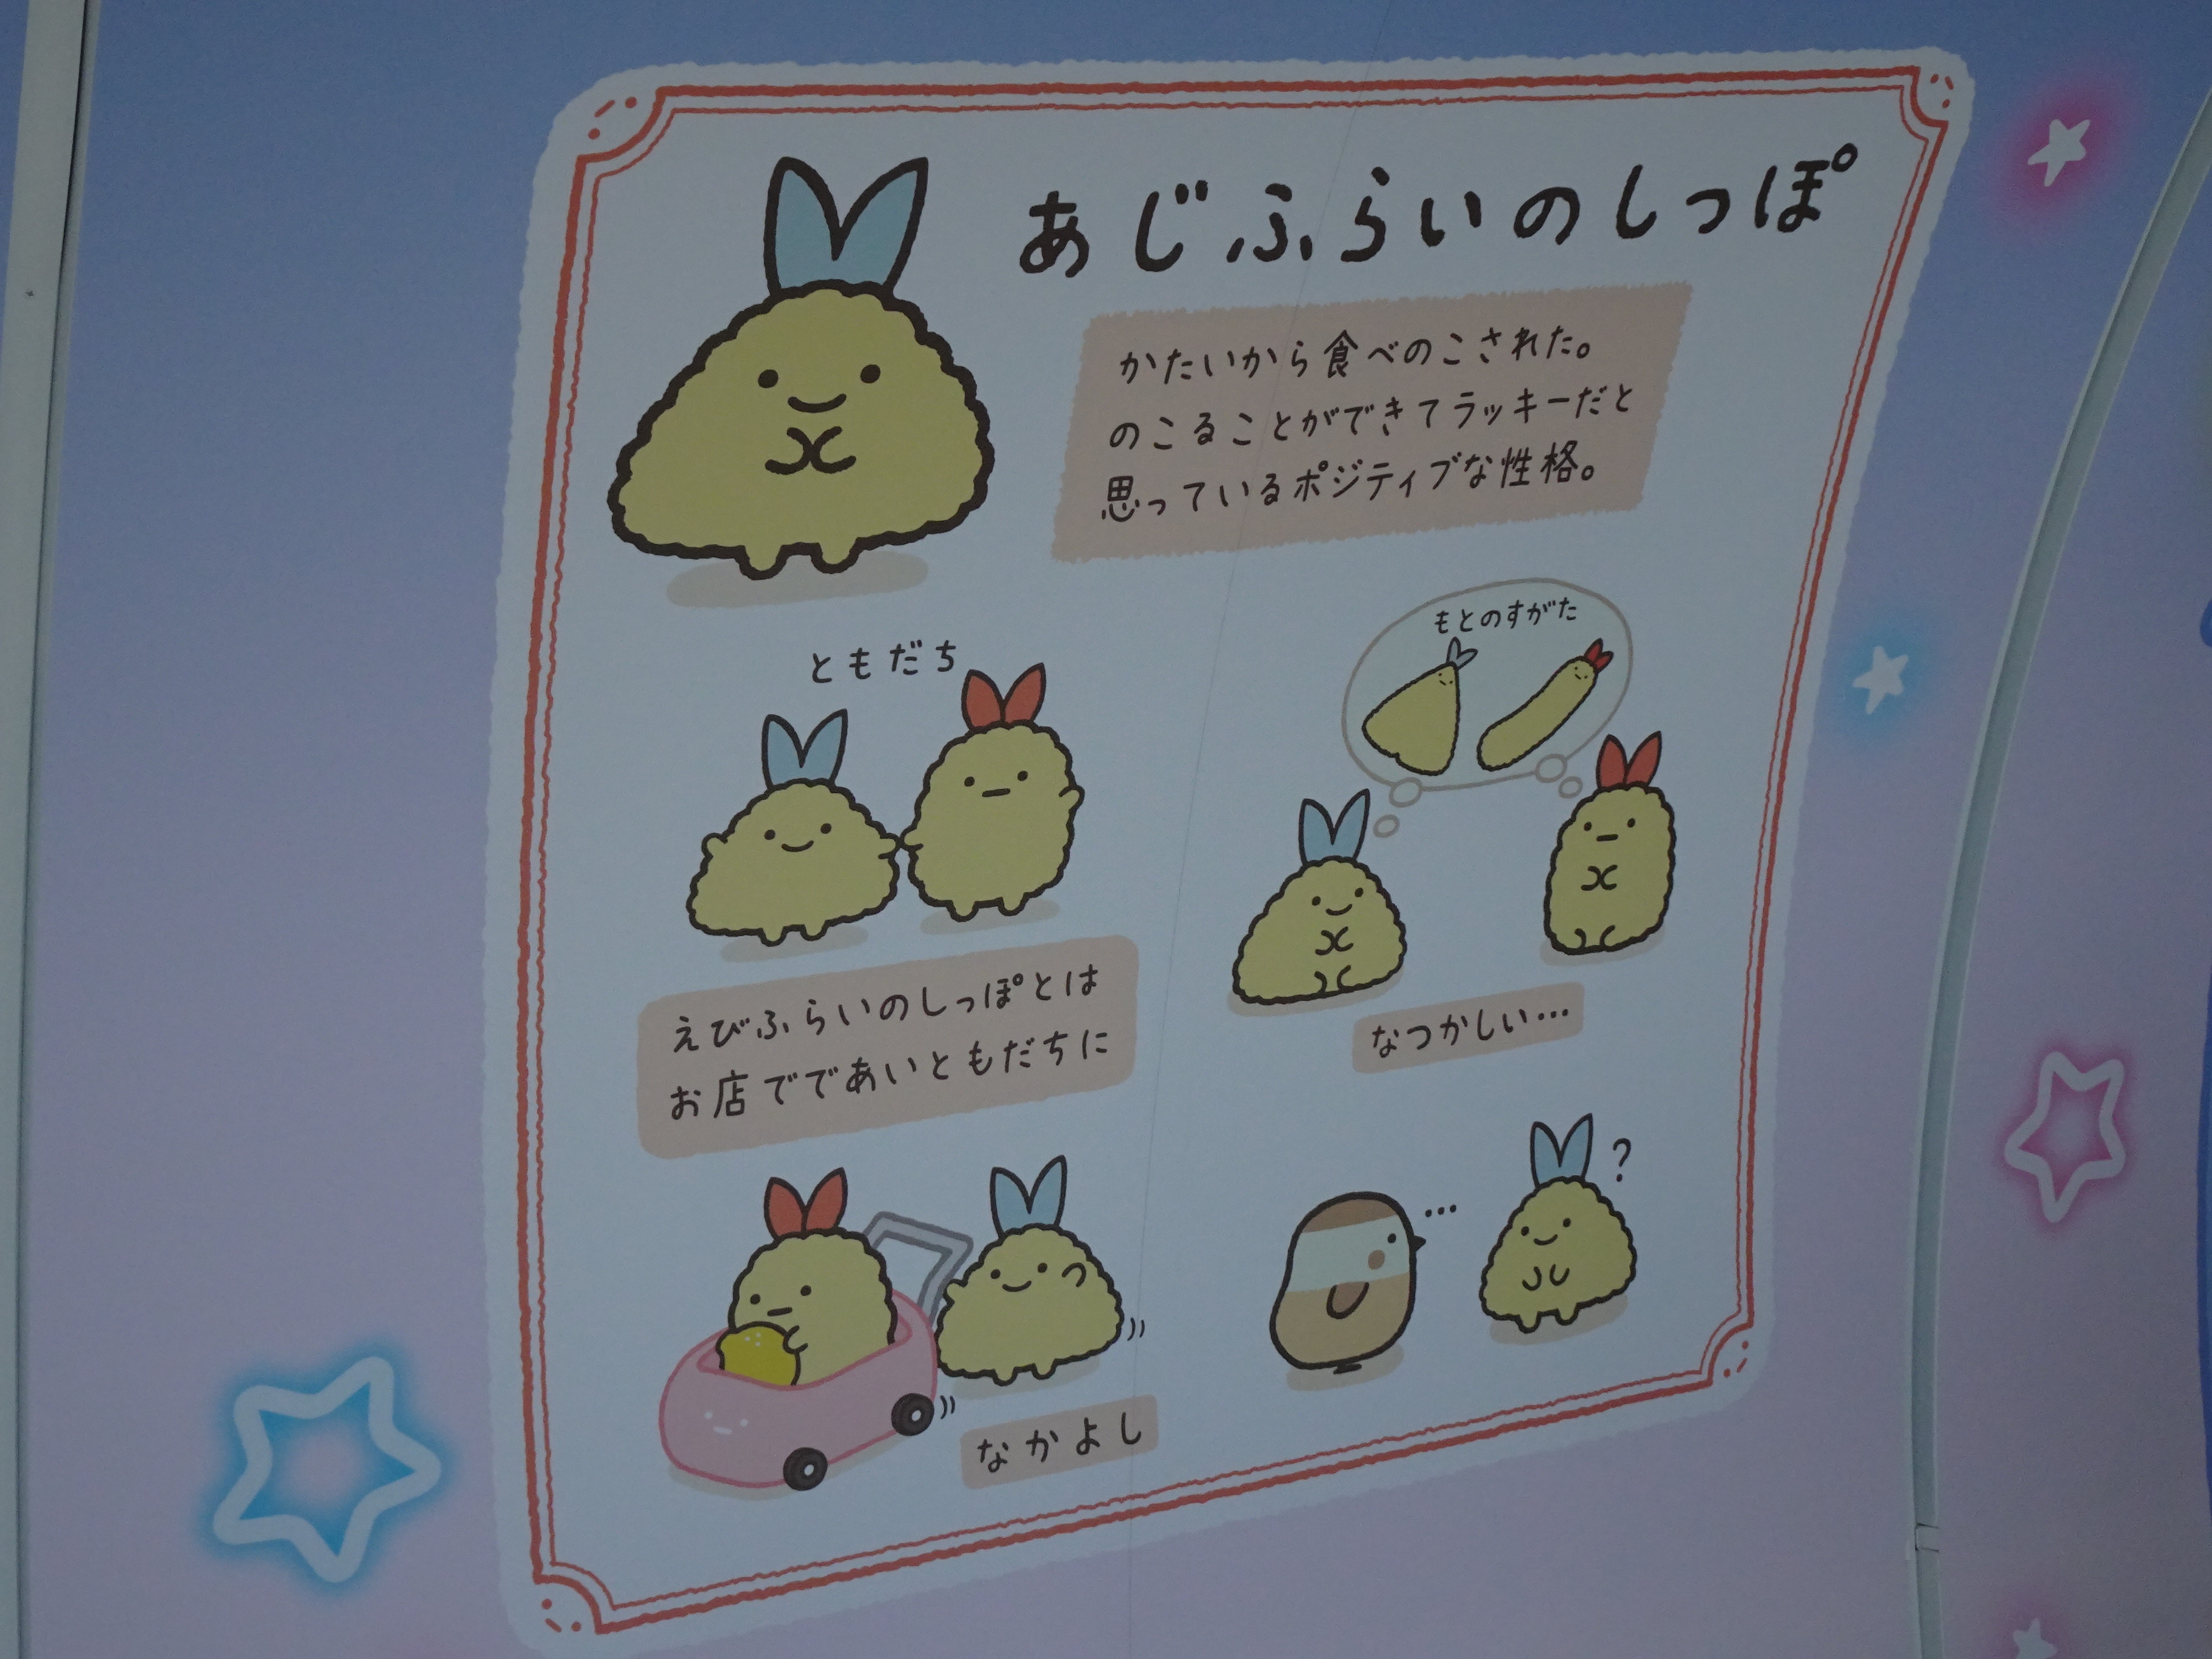 あじふらいのしっぽ
かたいから食べのこされた。
のこることができてラッキーだと
思っているポジティブな性格。
ともだち
えびふらいのしっぽとは
お店でであいともだちに
もとのすがた
なつかしい…
なかよし
…
?